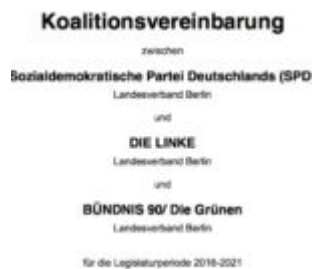 Koalitionsvereinbarung
zwischen
Sozialdemokratische Partei Deutschlands (SPD
Landesverband Berlin
und
DIE LINKE
Landesverband Berlin
und
BÜNDNIS 90/ Die Grünen
Landesverband Berlin
für die Legislaturperiode 2016-2021